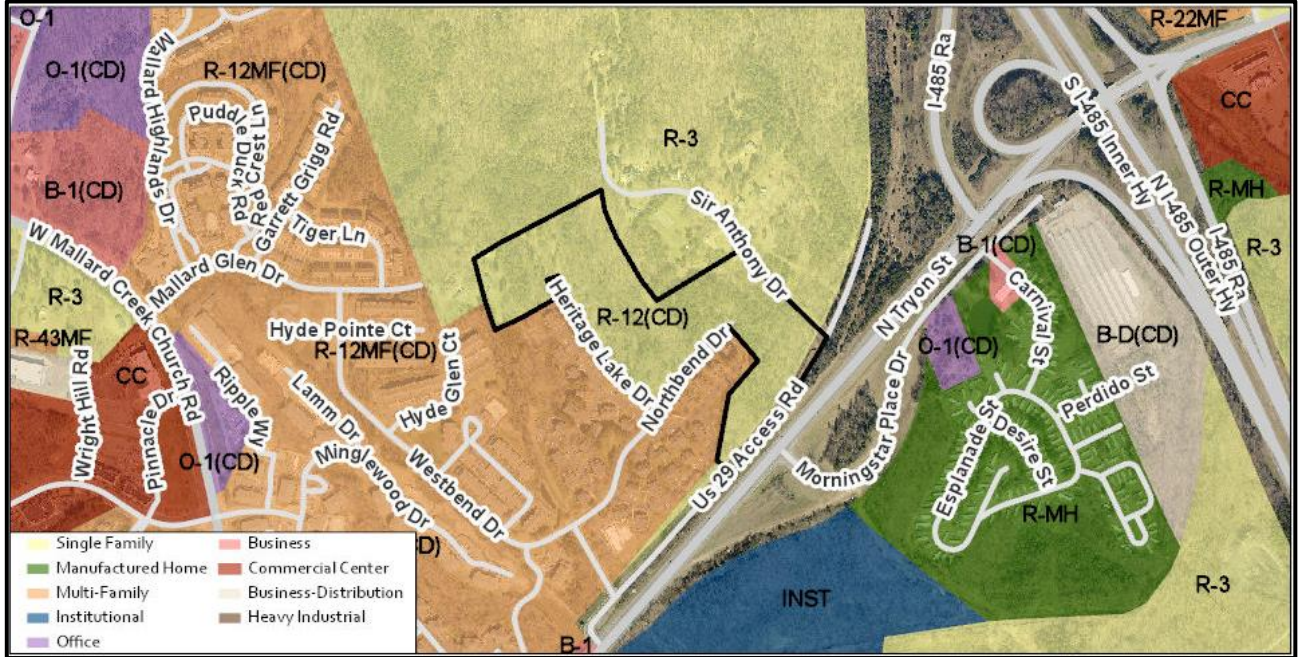 O-1
R-22MF
O-1(CD)
R-12MF(CD)
Mallard Highlands Dr
Puddle Duck Rd
Red Crest Ln
Garrett Grigg Rd
Tiger Ln
I-485 Ra
S I-485 Inner Hy
CC
R-3
B-1(CD)
R-MH
N I-485 Outer Hy
I-485 Ra
Sir Anthony Dr
W Mallard Creek Church Rd
Mallard Glen Dr
B-1(CD)
R-3
R-3
Carnival St
N Tryon St
Heritage Lake Dr
R-12(CD)
Northbend Dr
Hyde Pointe Ct
R-12MF(CD)
R-43MF
B-D(CD)
O-1(CD)
Morningstar Place Dr
CC
Wright Hill Rd
Pinnacle Dr
Ripple Wy
Lamm Dr
Hyde Glen Ct
Perdido St
Esplanade St
Desire St
O-1(CD)
Minglewood Dr
Westbend Dr
Us 29 Access Rd
R-MH
R-3
INST
B-1
Single Family
Business
Manufactured Home
Commercial Center
Multi-Family
Business-Distribution
Institutional
Heavy Industrial
Office